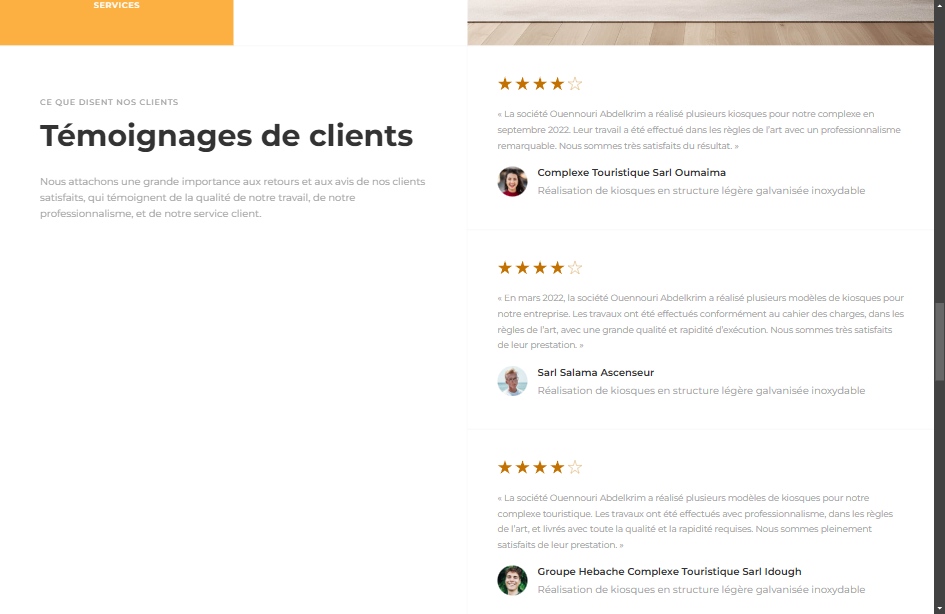 SERVICES
CE QUE DISENT NOS CLIENTS
Témoignages de clients
Nous attachons une grande importance aux retours et aux avis de nos clients
satisfaits, qui témoignent de la qualité de notre travail, de notre
professionnalisme, et de notre service client.
« La société Ouennouri Abdelkrim a réalisé plusieurs kiosques pour notre complexe en
septembre 2022. Leur travail a été effectué dans les règles de l’art avec un professionnalisme
remarquable. Nous sommes très satisfaits du résultat. »
Complexe Touristique Sarl Oumaima
Réalisation de kiosques en structure légère galvanisée inoxydable
« En mars 2022, la société Ouennouri Abdelkrim a réalisé plusieurs modèles de kiosques pour
notre entreprise. Les travaux ont été effectués conformément au cahier des charges, dans les
règles de l’art, avec une grande qualité et rapidité d’exécution. Nous sommes très satisfaits
de leur prestation. »
Sarl Salama Ascenseur
Réalisation de kiosques en structure légère galvanisée inoxydable
« La société Ouennouri Abdelkrim a réalisé plusieurs modèles de kiosques pour notre
complexe touristique. Les travaux ont été effectués avec professionnalisme, dans les règles
de l’art, et livrés avec toute la qualité et la rapidité requises. Nous sommes pleinement
satisfaits de leur prestation. »
Groupe Hebache Complexe Touristique Sarl Idough
Réalisation de kiosques en structure légère galvanisée inoxydable